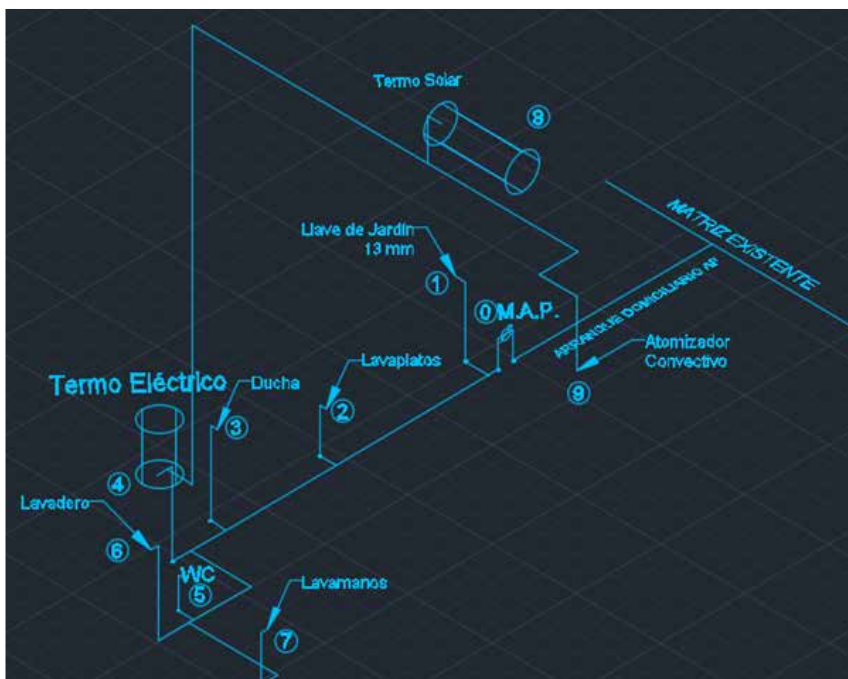 Termo Solar
8
MATRIZ EXISTENTE
Llave de Jardín
13 mm
1
0 M.A.P.
ARRANQUE DOMICILIARIO AP
Atomizador
Convectivo
9
Lavaplatos
2
Termo Eléctrico
Ducha
3
4
Lavadero
6
WC
5
Lavamanos
7